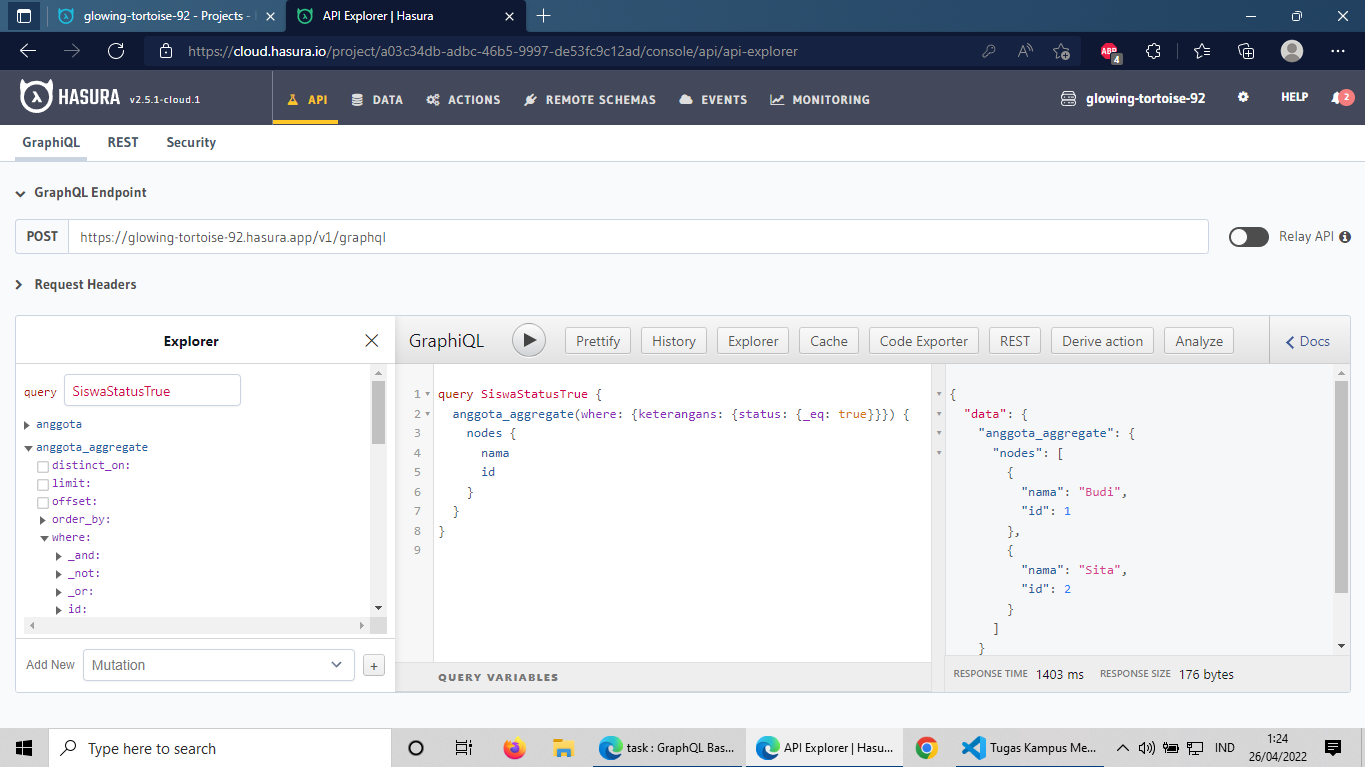 glowing-tortoise-92 - Projects -
API Explorer | Hasura
https://cloud.hasura.io/project/a03c34db-adbc-46b5-9997-de53fc9c12ad/console/api/api-explorer
ABP
4
HASURA v2.5.1-cloud.1
API
DATA
ACTIONS
REMOTE SCHEMAS
EVENTS
MONITORING
glowing-tortoise-92
HELP
2
GraphiQL
REST
Security
GraphQL Endpoint
POST
https://glowing-tortoise-92.hasura.app/v1/graphql
Relay API
Request Headers
Explorer
query SiswaStatusTrue
anggota
anggota_aggregate
distinct_on:
limit:
offset:
order_by:
where:
_and:
_not:
_or:
id:
Add New
Mutation
+
GraphiQL
Prettify
History
Explorer
Cache
Code Exporter
REST
Derive action
Analyze
Docs
1 query SiswaStatusTrue {
2 anggota_aggregate(where: {keterangans: {status: {_eq: true}}}) {
3 nodes {
4 nama
5 id
6 }
7 }
8 }
9
QUERY VARIABLES
{
"data": {
"anggota_aggregate": {
"nodes": [
{
"nama": "Budi",
"id": 1
},
{
"nama": "Sita",
"id": 2
}
]
}
RESPONSE TIME 1403 ms RESPONSE SIZE 176 bytes
Type here to search
task : GraphQL Bas...
API Explorer | Hasu...
Tugas Kampus Me...
IND
1:24
26/04/2022